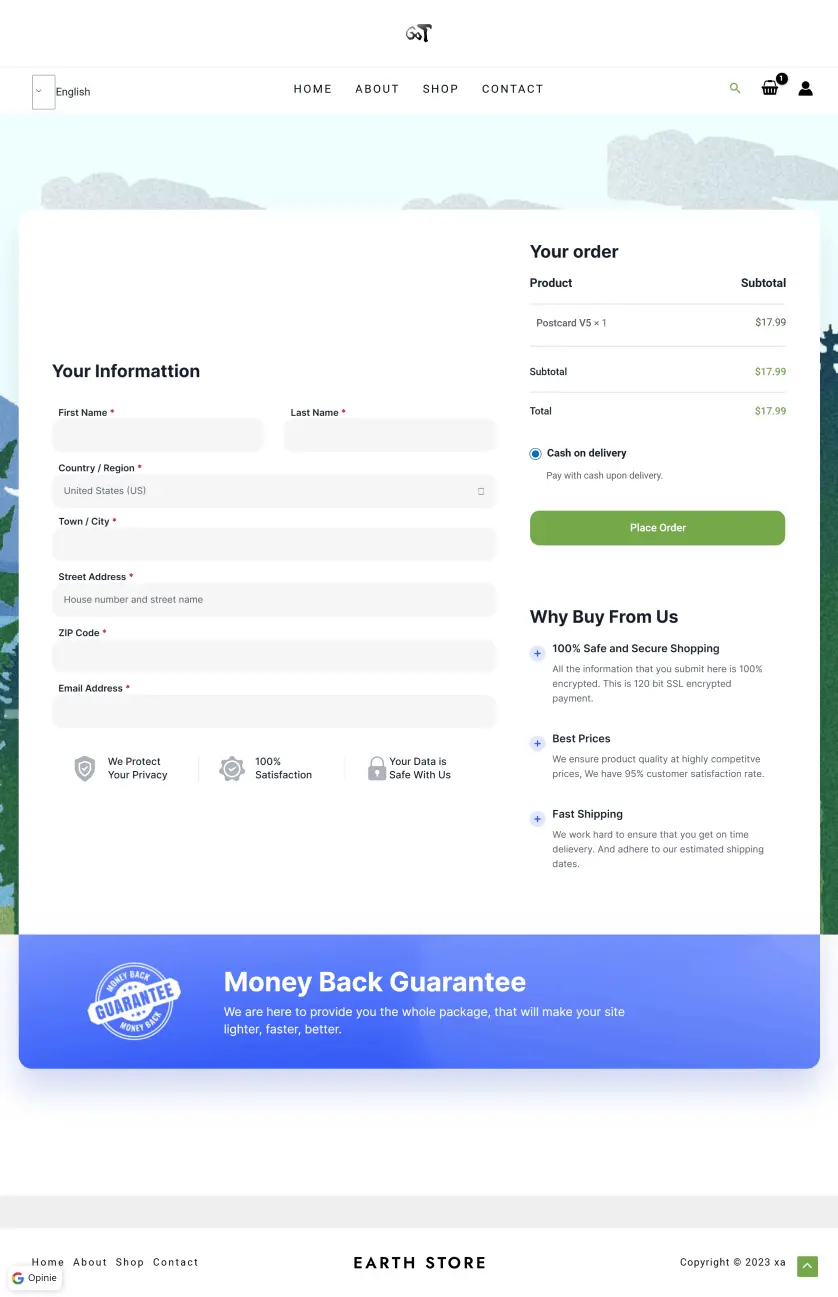 GT
English
HOME ABOUT SHOP CONTACT
1
Your order
Product Subtotal
Postcard V5 × 1 $17.99
Subtotal $17.99
Total $17.99
Cash on delivery
Pay with cash upon delivery.
Place Order
Your Informattion
First Name *
Last Name *
Country / Region *
United States (US)
Town / City *
Street Address *
House number and street name
ZIP Code *
Email Address *
We Protect
Your Privacy
100%
Satisfaction
Your Data is
Safe With Us
Why Buy From Us
100% Safe and Secure Shopping
All the information that you submit here is 100%
encrypted. This is 120 bit SSL encrypted
payment.
Best Prices
We ensure product quality at highly competitve
prices, We have 95% customer satisfaction rate.
Fast Shipping
We work hard to ensure that you get on time
delievery. And adhere to our estimated shipping
dates.
MONEY BACK
GUARANTEE
MONEY BACK
Money Back Guarantee
We are here to provide you the whole package, that will make your site
lighter, faster, better.
Home About Shop Contact
EARTH STORE
Copyright © 2023 xa
G Opinie